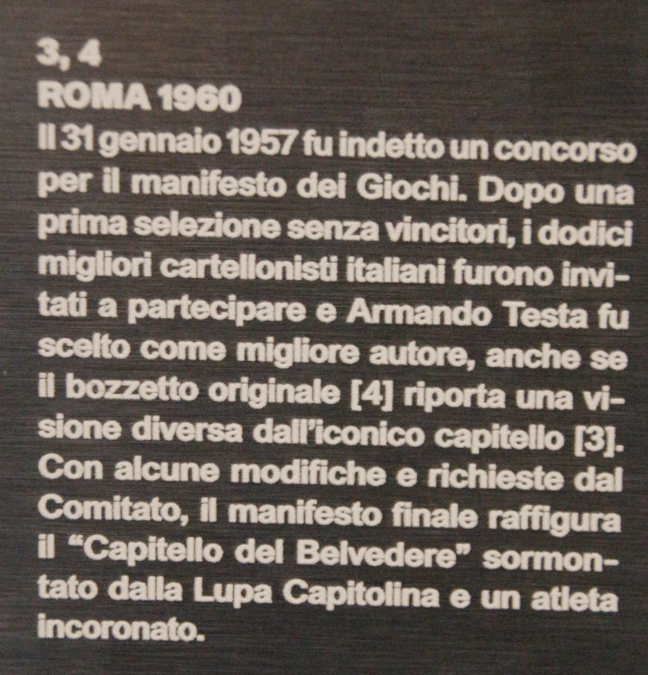 3, 4
ROMA 1960
Il 31 gennaio 1957 fu indetto un concorso
per il manifesto dei Giochi. Dopo una
prima selezione senza vincitori, i dodici
migliori cartellonisti italiani furono invi-
tati a partecipare e Armando Testa fu
scelto come migliore autore, anche se
il bozzetto originale [4] riporta una vi-
sione diversa dall'iconico capitello [3].
Con alcune modifiche e richieste dal
Comitato, il manifesto finale raffigura
il “Capitello del Belvedere” sormon-
tato dalla Lupa Capitolina e un atleta
incoronato.